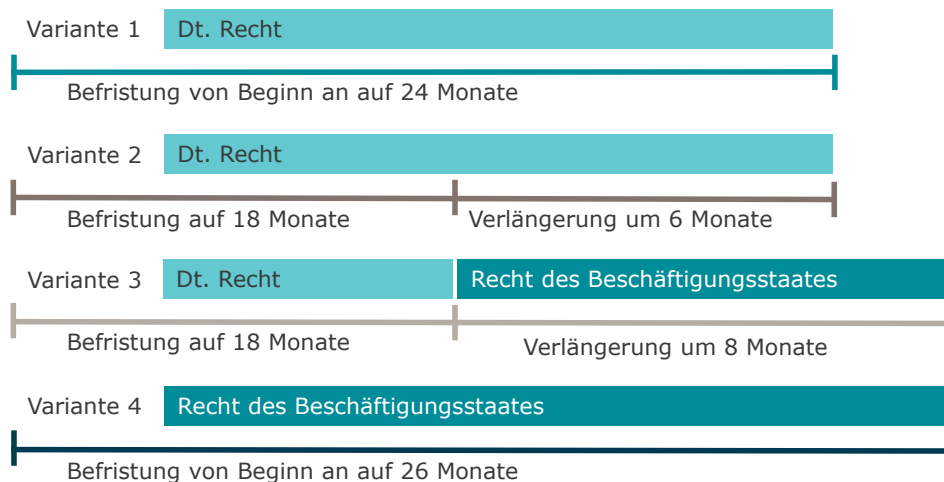 Variante 1 Dt. Recht
Befristung von Beginn an auf 24 Monate
Variante 2 Dt. Recht
Befristung auf 18 Monate Verlängerung um 6 Monate
Variante 3 Dt. Recht Recht des Beschäftigungsstaates
Befristung auf 18 Monate Verlängerung um 8 Monate
Variante 4 Recht des Beschäftigungsstaates
Befristung von Beginn an auf 26 Monate